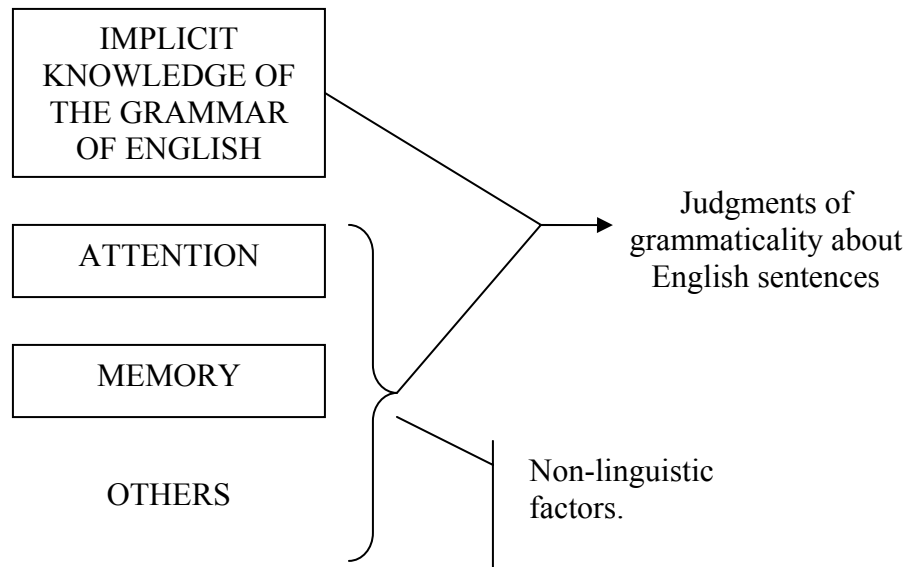 IMPLICIT
KNOWLEDGE OF
THE GRAMMAR
OF ENGLISH
ATTENTION
MEMORY
OTHERS
Judgments of
grammaticality about
English sentences
Non-linguistic
factors.